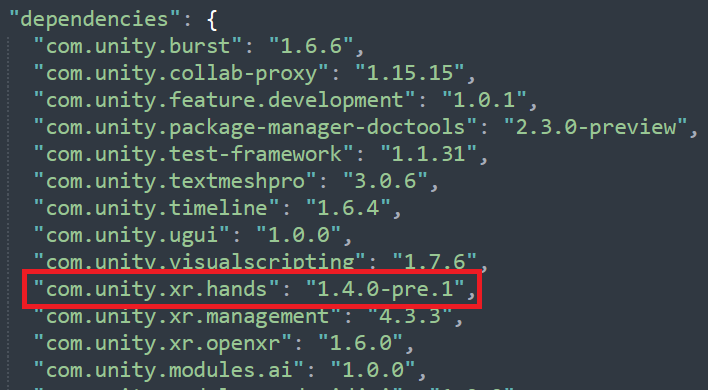 "dependencies": {
"com.unity.burst": "1.6.6",
"com.unity.collab-proxy": "1.15.15",
"com.unity.feature.development": "1.0.1",
"com.unity.package-manager-doctools": "2.3.0-preview",
"com.unity.test-framework": "1.1.31",
"com.unity.textmeshpro": "3.0.6",
"com.unity.timeline": "1.6.4",
"com.unity.ugui": "1.0.0",
"com.unity.visualscripting": "1.7.6",
"com.unity.xr.hands": "1.4.0-pre.1",
"com.unity.xr.management": "4.3.3",
"com.unity.xr.openxr": "1.6.0",
"com.unity.modules.ai": "1.0.0",